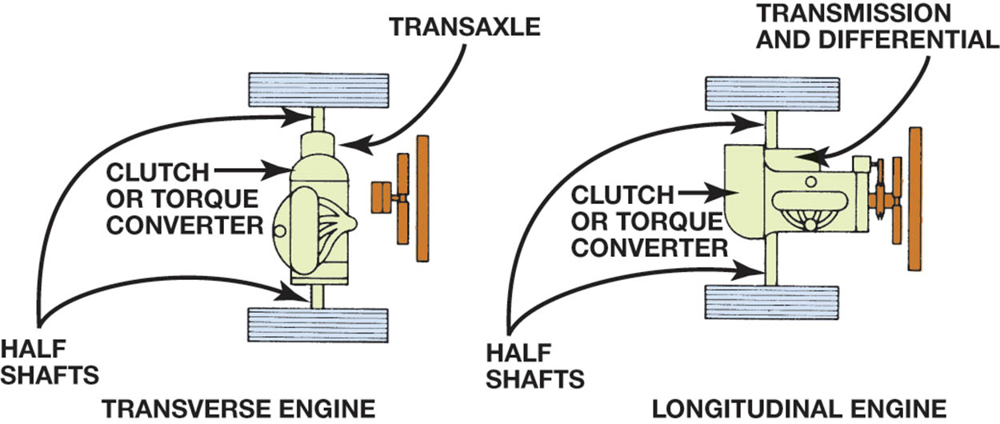 TRANSAXLE
CLUTCH
OR TORQUE
CONVERTER
HALF
SHAFTS
TRANSVERSE ENGINE
TRANSMISSION
AND DIFFERENTIAL
CLUTCH
OR TORQUE
CONVERTER
HALF
SHAFTS
LONGITUDINAL ENGINE